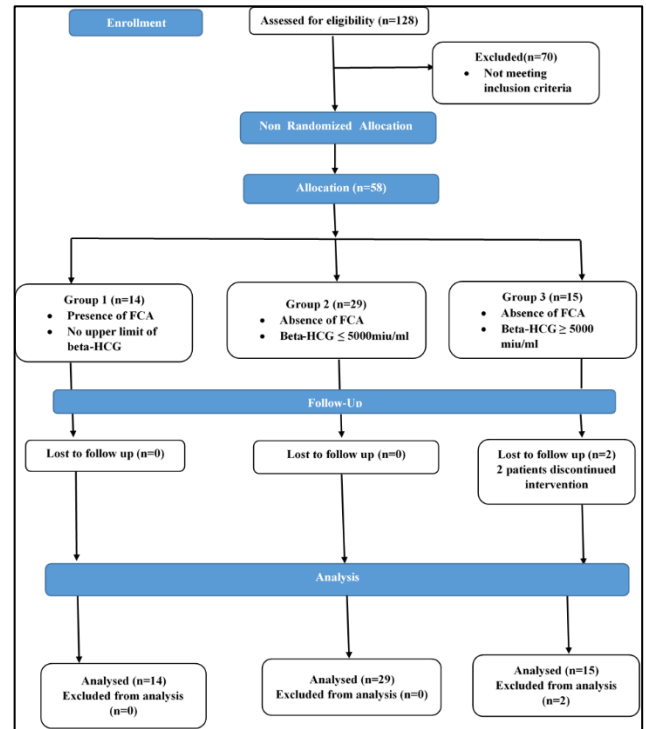 Enrollment
Assessed for eligibility (n=128)
Excluded(n=70)
• Not meeting
inclusion criteria
Non Randomized Allocation
Allocation (n=58)
Group 1 (n=14)
• Presence of FCA
• No upper limit of
beta-HCG
Group 2 (n=29)
• Absence of FCA
• Beta-HCG ≤ 5000miu/ml
Group 3 (n=15)
• Absence of FCA
• Beta-HCG ≥ 5000
miu/ml
Follow-Up
Lost to follow up (n=0)
Lost to follow up (n=0)
Lost to follow up (n=2)
2 patients discontinued
intervention
Analysis
Analysed (n=14)
Excluded from analysis
(n=0)
Analysed (n=29)
Excluded from analysis (n=0)
Analysed (n=15)
Excluded from analysis
(n=2)